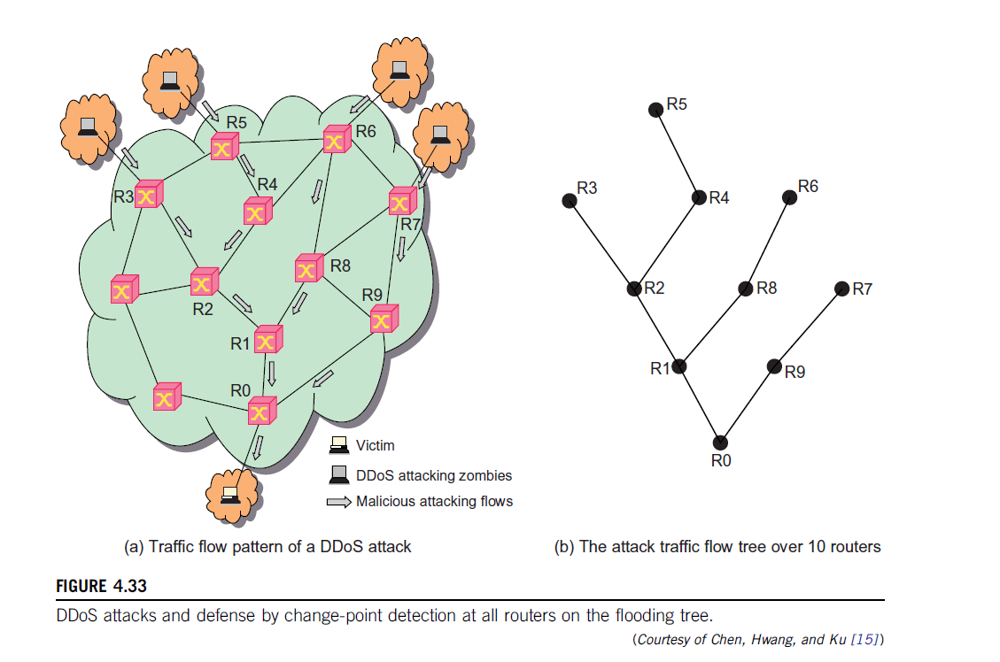 R5
R6
R3
R4
R7
R8
R2
R9
R1
R0
Victim
DDoS attacking zombies
Malicious attacking flows
(a) Traffic flow pattern of a DDoS attack
R5
R3
R6
R4
R2
R8
R7
R1
R9
R0
(b) The attack traffic flow tree over 10 routers
FIGURE 4.33
DDoS attacks and defense by change-point detection at all routers on the flooding tree.
(Courtesy of Chen, Hwang, and Ku [15])